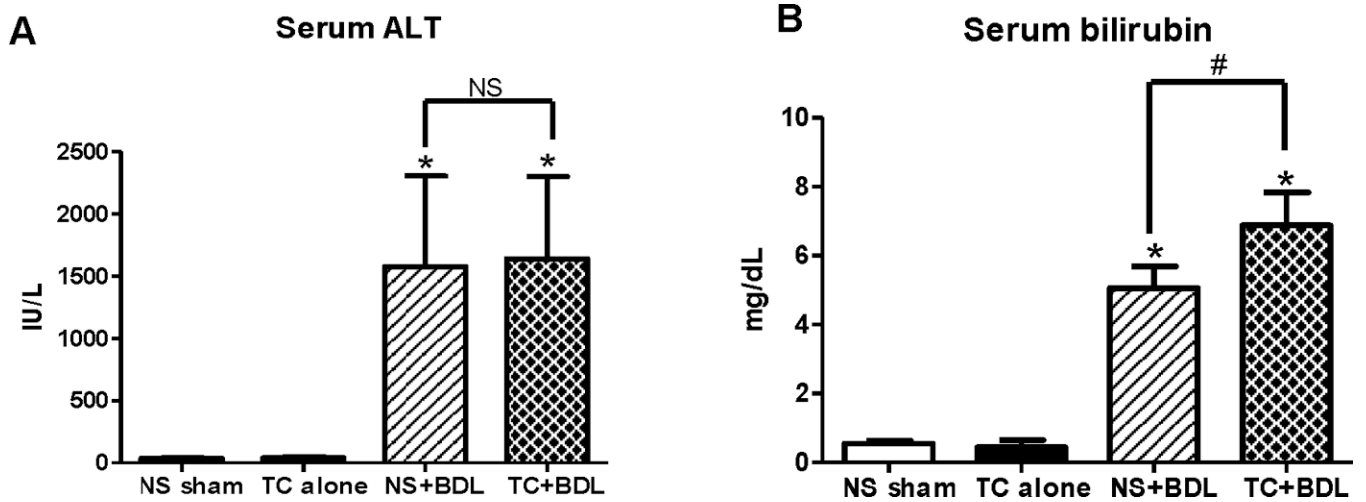 A
Serum ALT
NS
2500
2000
1500
1000
500
0
IU/L
*
*
NS sham
TC alone
NS+BDL
TC+BDL
B
Serum bilirubin
#
10
8
6
4
2
0
mg/dL
*
*
NS sham
TC alone
NS+BDL
TC+BDL